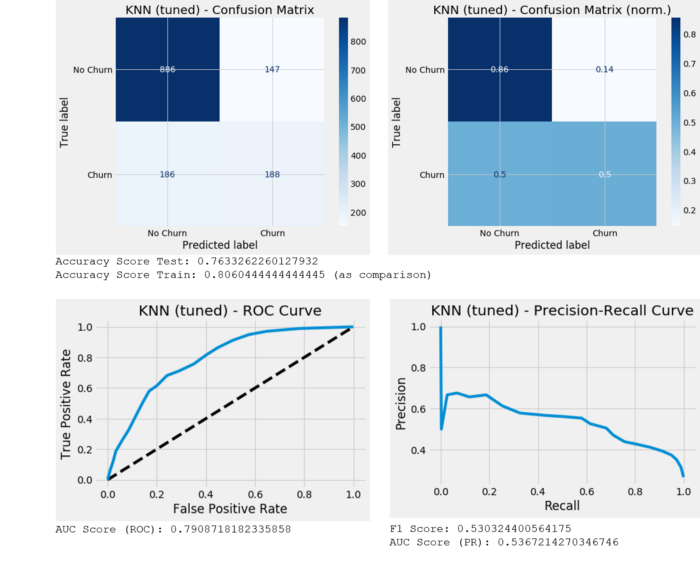 KNN (tuned) - Confusion Matrix
No Churn
Churn
True label
886
147
186
188
No Churn
Churn
Predicted label
800
700
600
500
400
300
200
KNN (tuned) - Confusion Matrix (norm.)
No Churn
Churn
True label
0.86
0.14
0.5
0.5
No Churn
Churn
Predicted label
0.8
0.7
0.6
0.5
0.4
0.3
0.2
Accuracy Score Test: 0.7633262260127932
Accuracy Score Train: 0.8060444444444445 (as comparison)
KNN (tuned) - ROC Curve
True Positive Rate
1.0
0.8
0.6
0.4
0.2
0.0
0.0
0.2
0.4
0.6
0.8
1.0
False Positive Rate
AUC Score (ROC): 0.7908718182335858
KNN (tuned) - Precision-Recall Curve
Precision
1.0
0.8
0.6
0.4
0.0
0.2
0.4
0.6
0.8
1.0
Recall
F1 Score: 0.530324400564175
AUC Score (PR): 0.5367214270346746